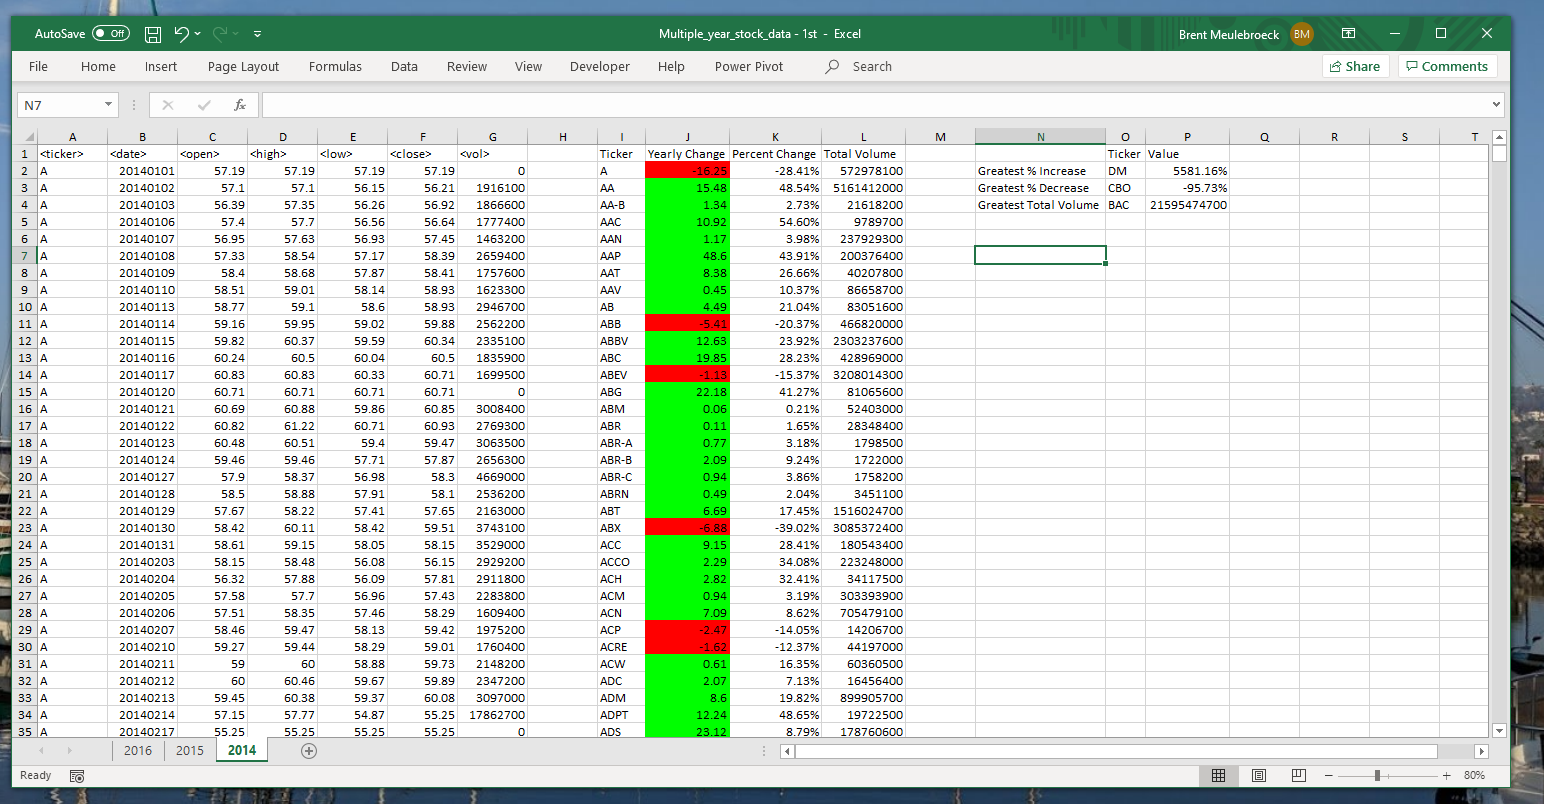 AutoSave Off Multiple_year_stock_data - 1st - Excel Brent Meulebroeck BM
File Home Insert Page Layout Formulas Data Review View Developer Help Power Pivot Search Share Comments
N7 fx
A B C D E F G H I J K L M N O P Q R S T
1 <ticker> <date> <open> <high> <low> <close> <vol> Ticker Yearly Change Percent Change Total Volume Ticker Value
2 A 20140101 57.19 57.19 57.19 57.19 0 A -16.25 -28.41% 572978100 Greatest % Increase DM 5581.16%
3 A 20140102 57.1 57.1 56.15 56.21 1916100 AA 15.48 48.54% 5161412000 Greatest % Decrease CBO -95.73%
4 A 20140103 56.39 57.35 56.26 56.92 1866600 AA-B 1.34 2.73% 21618200 Greatest Total Volume BAC 21595474700
5 A 20140106 57.4 57.7 56.56 56.64 1777400 AAC 10.92 54.60% 9789700
6 A 20140107 56.95 57.63 56.93 57.45 1463200 AAN 1.17 3.98% 237929300
7 A 20140108 57.33 58.54 57.17 58.39 2659400 AAP 48.6 43.91% 200376400
8 A 20140109 58.4 58.68 57.87 58.41 1757600 AAT 8.38 26.66% 40207800
9 A 20140110 58.51 59.01 58.14 58.93 1623300 AAV 0.45 10.37% 86658700
10 A 20140113 58.77 59.1 58.6 58.93 2946700 AB 4.49 21.04% 83051600
11 A 20140114 59.16 59.95 59.02 59.88 2562200 ABB -5.41 -20.37% 466820000
12 A 20140115 59.82 60.37 59.59 60.34 2335100 ABBV 12.63 23.92% 2303237600
13 A 20140116 60.24 60.5 60.04 60.5 1835900 ABC 19.85 28.23% 428969000
14 A 20140117 60.83 60.83 60.33 60.71 1699500 ABEV -1.13 -15.37% 3208014300
15 A 20140120 60.71 60.71 60.71 60.71 0 ABG 22.18 41.27% 81065600
16 A 20140121 60.69 60.88 59.86 60.85 3008400 ABM 0.06 0.21% 52403000
17 A 20140122 60.82 61.22 60.71 60.93 2769300 ABR 0.11 1.65% 28348400
18 A 20140123 60.48 60.51 59.4 59.47 3063500 ABR-A 0.77 3.18% 1798500
19 A 20140124 59.46 59.46 57.71 57.87 2656300 ABR-B 2.09 9.24% 1722000
20 A 20140127 57.9 58.37 56.98 58.3 4669000 ABR-C 0.94 3.86% 1758200
21 A 20140128 58.5 58.88 57.91 58.1 2536200 ABRN 0.49 2.04% 3451100
22 A 20140129 57.67 58.22 57.41 57.65 2163000 ABT 6.69 17.45% 1516024700
23 A 20140130 58.42 60.11 58.42 59.51 3743100 ABX -6.88 -39.02% 3085372400
24 A 20140131 58.61 59.15 58.05 58.15 3529000 ACC 9.15 28.41% 180543400
25 A 20140203 58.15 58.48 56.08 56.15 2929200 ACCO 2.29 34.08% 223248000
26 A 20140204 56.32 57.88 56.09 57.81 2911800 ACH 2.82 32.41% 34117500
27 A 20140205 57.58 57.7 56.96 57.43 2283800 ACM 0.94 3.19% 303393900
28 A 20140206 57.51 58.35 57.46 58.29 1609400 ACN 7.09 8.62% 705479100
29 A 20140207 58.46 59.47 58.13 59.42 1975200 ACP -2.47 -14.05% 14206700
30 A 20140210 59.27 59.44 58.29 59.01 1760400 ACRE -1.62 -12.37% 44197000
31 A 20140211 59 60 58.88 59.73 2148200 ACW 0.61 16.35% 60360500
32 A 20140212 60 60.46 59.67 59.89 2347200 ADC 2.07 7.13% 16456400
33 A 20140213 59.45 60.38 59.37 60.08 3097000 ADM 8.6 19.82% 899905700
34 A 20140214 57.15 57.77 54.87 55.25 17862700 ADPT 12.24 48.65% 19722500
35 A 20140217 55.25 55.25 55.25 55.25 0 ADS 23.12 8.79% 178760600
2016 2015 2014
Ready 80%